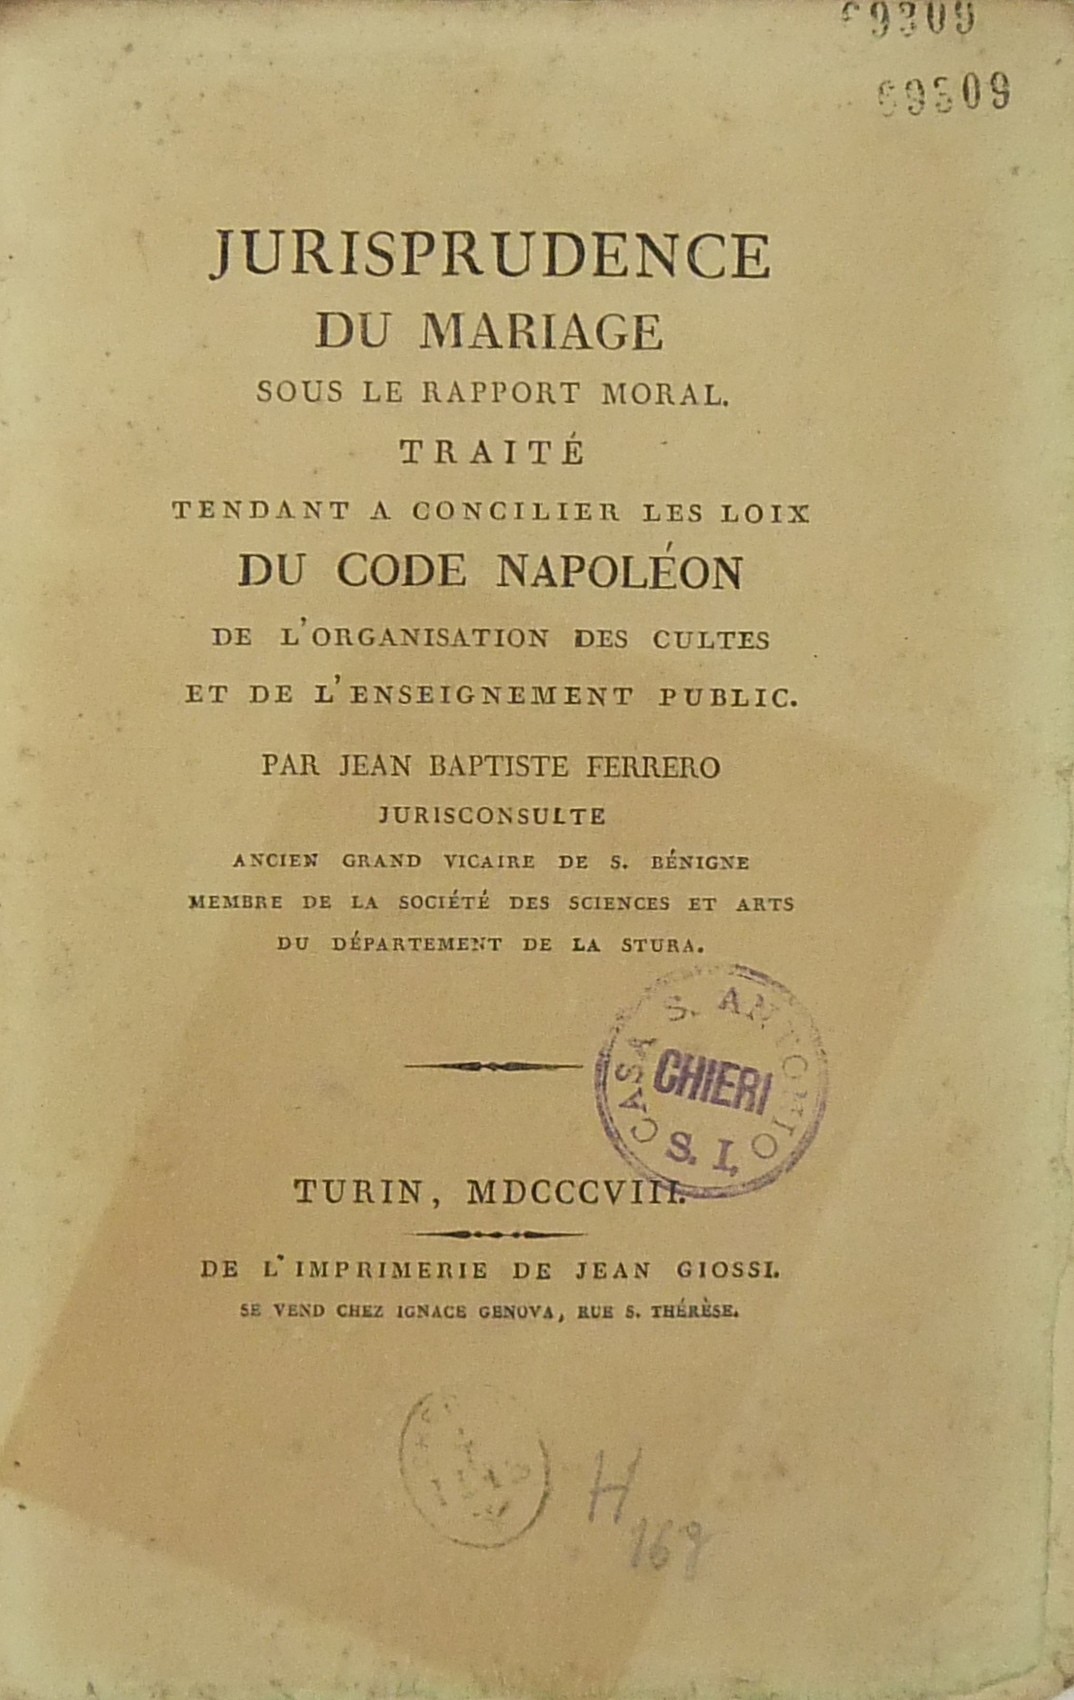 69309
69309
JURISPRUDENCE
DU MARIAGE
SOUS LE RAPPORT MORAL.
TRAITÉ
TENDANT A CONCILIER LES LOIX
DU CODE NAPOLÉON
DE L'ORGANISATION DES CULTES
ET DE L'ENSEIGNEMENT PUBLIC.
PAR JEAN BAPTISTE FERRERO
JURISCONSULTE
ANCIEN GRAND VICAIRE DE S. BÉNIGNE
MEMBRE DE LA SOCIÉTÉ DES SCIENCES ET ARTS
DU DÉPARTEMENT DE LA STURA.
CASA S. ANTONIO
CHIERI
S. I.
TURIN, MDCCCVIII.
DE L'IMPRIMERIE DE JEAN GIOSSI.
SE VEND CHEZ IGNACE GENOVA, RUE S. THÉRÈSE.
H
169